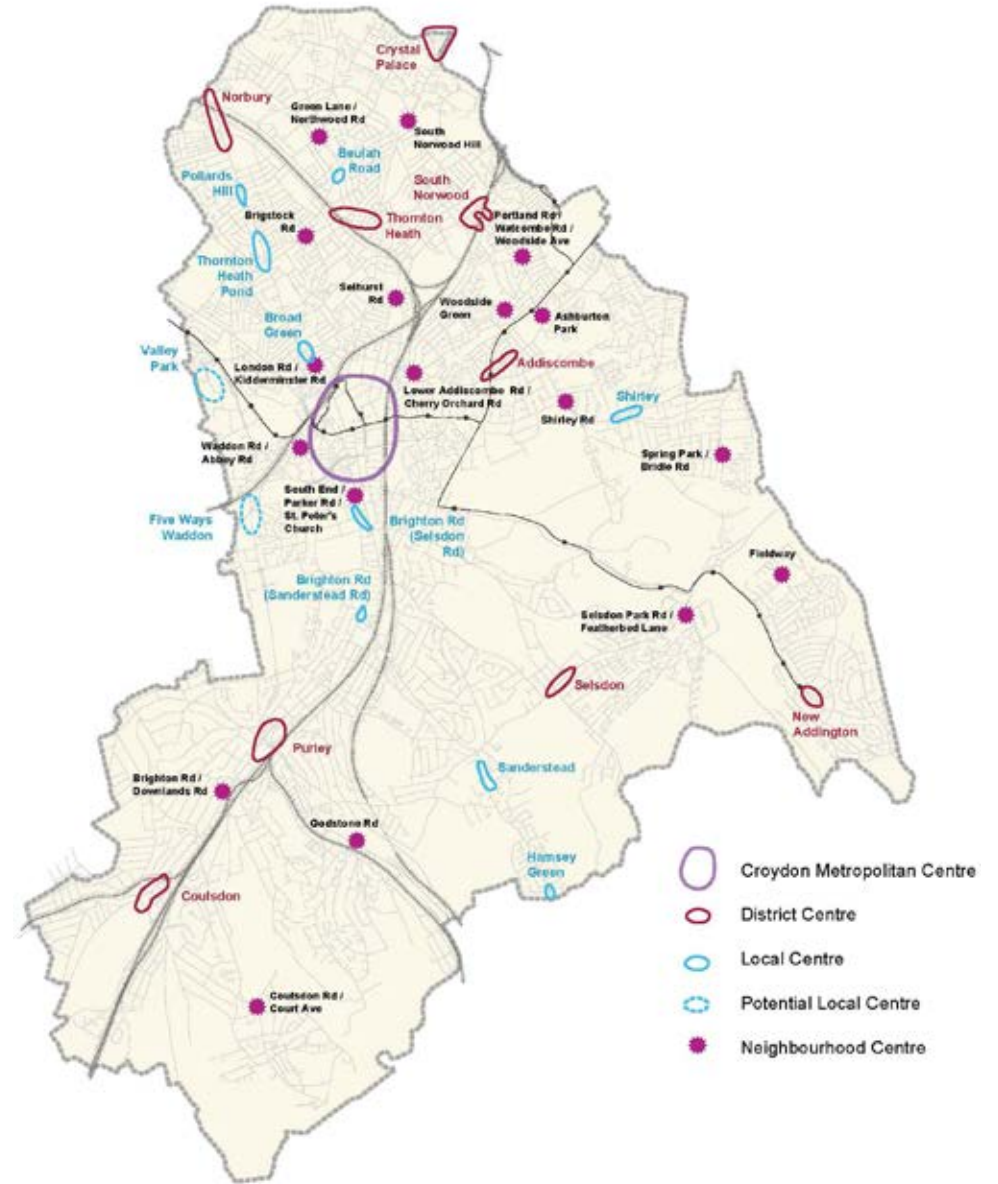 Crystal
Palace
Norbury
Green Lane /
Northwood Rd
South
Norwood Hill
Beulah
Road
Pollards
Hill
South
Norwood
Brigstock
Rd
Thornton
Heath
Portland Rd /
Watcombe Rd /
Woodside Ave
Thornton
Heath
Pond
Selhurst
Rd
Woodside
Green
Ashburton
Park
Broad
Green
Valley
Park
London Rd /
Kidderminster Rd
Addiscombe
Lower Addiscombe Rd /
Cherry Orchard Rd
Shirley
Shirley Rd
Waddon Rd /
Abbey Rd
Spring Park /
Bridle Rd
South End /
Parker Rd /
St. Peter's
Church
Five Ways
Waddon
Brighton Rd
(Selsdon
Rd)
Fieldway
Brighton Rd
(Sanderstead Rd)
Selsdon Park Rd /
Featherbed Lane
Selsdon
New
Addington
Purley
Sanderstead
Brighton Rd /
Downlands Rd
Godstone Rd
Hamsey
Green
Coulsdon
Coulsdon Rd /
Court Ave
Croydon Metropolitan Centre
District Centre
Local Centre
Potential Local Centre
Neighbourhood Centre